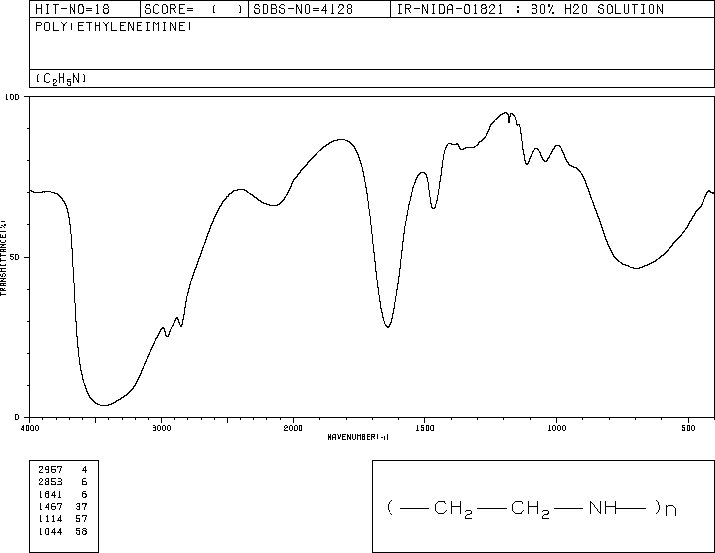 HIT-NO=18 SCORE= ( ) SDBS-NO=4128 IR-NIDA-01821 : 30% H2O SOLUTION
POLY(ETHYLENEIMINE)
(C2H5N)
100
50
0
TRANSMITTANCE(%)
4000 3000 2000 1500 1000 500
WAVENUMBER(-1)
2967 4
2853 6
1641 6
1467 37
1114 57
1044 58
( CH2 CH2 NH )n